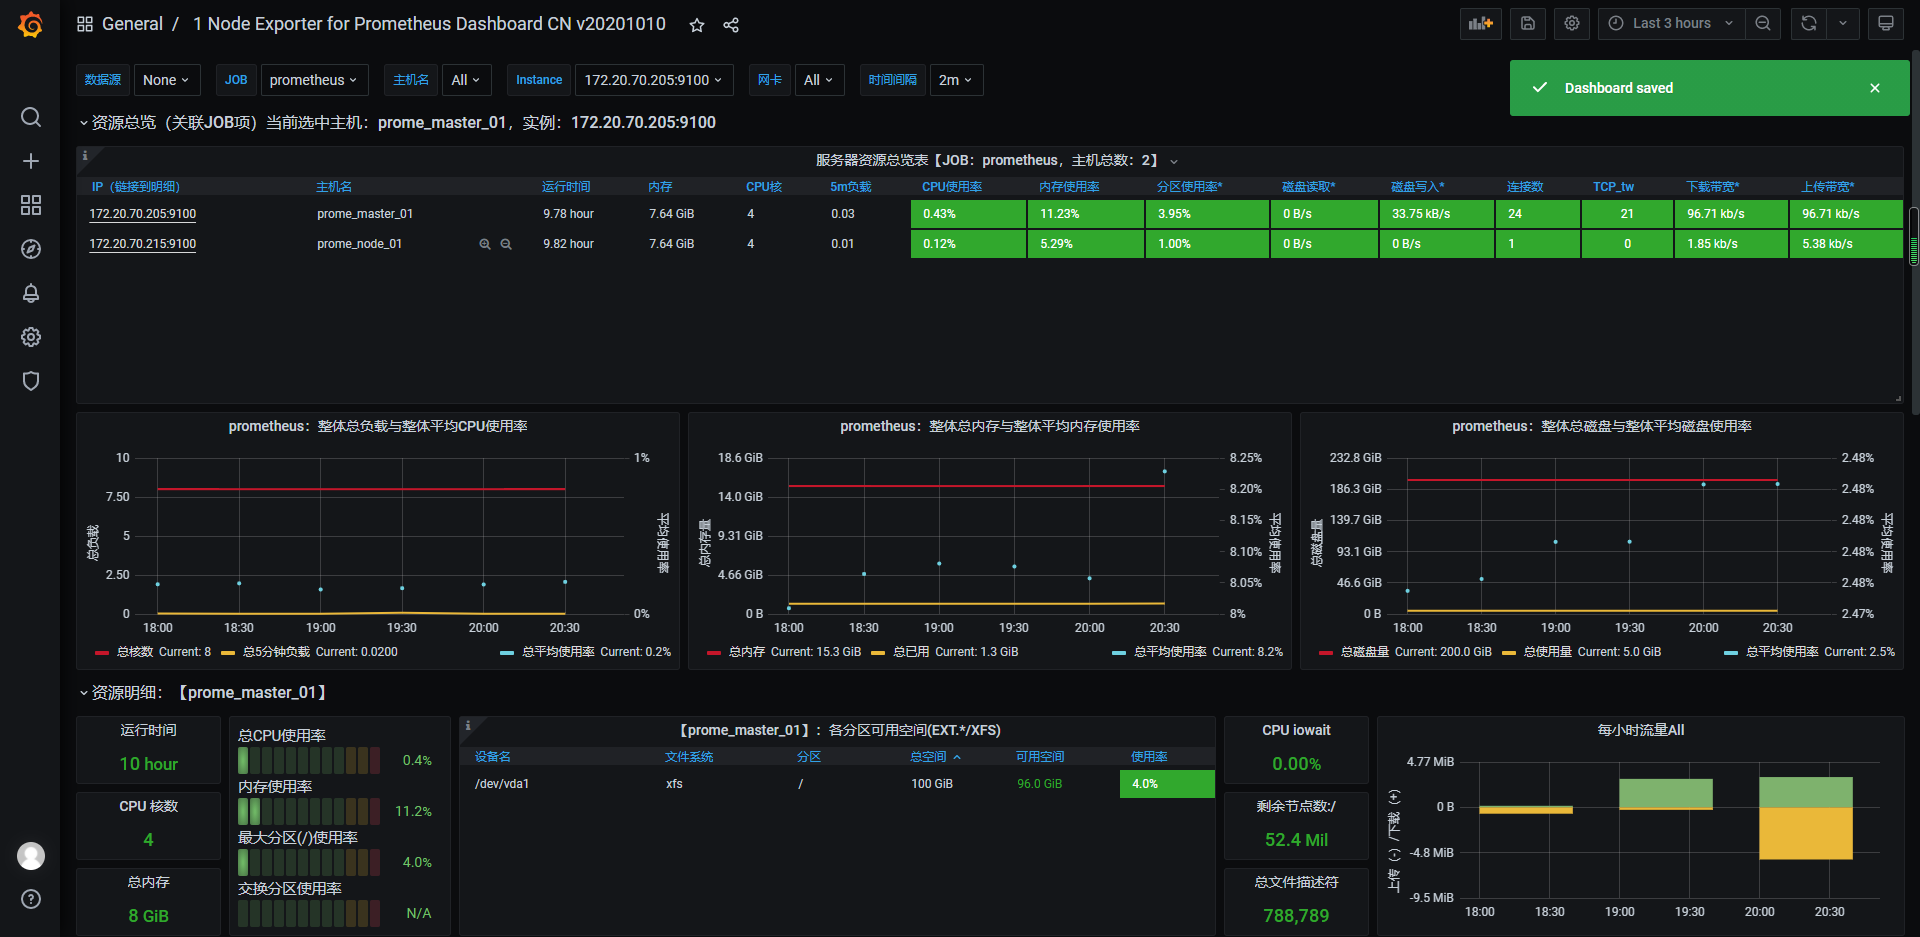 General / 1 Node Exporter for Prometheus Dashboard CN v20201010
Last 3 hours
数据源 None JOB prometheus 主机名 All Instance 172.20.70.205:9100 网卡 All 时间间隔 2m
Dashboard saved
资源总览（关联JOB项）当前选中主机：prome_master_01，实例：172.20.70.205:9100
服务器资源总览表【JOB：prometheus，主机总数：2】
IP（链接到明细） 主机名 运行时间 内存 CPU核 5m负载 CPU使用率 内存使用率 分区使用率* 磁盘读取* 磁盘写入* 连接数 TCP_tw 下载带宽* 上传带宽*
172.20.70.205:9100 prome_master_01 9.78 hour 7.64 GiB 4 0.03 0.43% 11.23% 3.95% 0 B/s 33.75 kB/s 24 21 96.71 kb/s 96.71 kb/s
172.20.70.215:9100 prome_node_01 9.82 hour 7.64 GiB 4 0.01 0.12% 5.29% 1.00% 0 B/s 0 B/s 1 0 1.85 kb/s 5.38 kb/s
prometheus：整体总负载与整体平均CPU使用率
10
7.50
5
2.50
0
1%
0%
总负载
平均使用率
18:00 18:30 19:00 19:30 20:00 20:30
总核数 Current: 8 总5分钟负载 Current: 0.0200 总平均使用率 Current: 0.2%
prometheus：整体总内存与整体平均内存使用率
18.6 GiB
14.0 GiB
9.31 GiB
4.66 GiB
0 B
8.25%
8.20%
8.15%
8.10%
8.05%
8%
总内存量
平均使用率
18:00 18:30 19:00 19:30 20:00 20:30
总内存 Current: 15.3 GiB 总已用 Current: 1.3 GiB 总平均使用率 Current: 8.2%
prometheus：整体总磁盘与整体平均磁盘使用率
232.8 GiB
186.3 GiB
139.7 GiB
93.1 GiB
46.6 GiB
0 B
2.48%
2.48%
2.48%
2.48%
2.48%
2.47%
总磁盘量
平均使用率
18:00 18:30 19:00 19:30 20:00 20:30
总磁盘量 Current: 200.0 GiB 总使用量 Current: 5.0 GiB 总平均使用率 Current: 2.5%
资源明细：【prome_master_01】
运行时间
10 hour
CPU 核数
4
总内存
8 GiB
总CPU使用率
0.4%
内存使用率
11.2%
最大分区(/)使用率
4.0%
交换分区使用率
N/A
【prome_master_01】：各分区可用空间(EXT.*/XFS)
设备名 文件系统 分区 总空间 可用空间 使用率
/dev/vda1 xfs / 100 GiB 96.0 GiB 4.0%
CPU iowait
0.00%
剩余节点数:/
52.4 Mil
总文件描述符
788,789
每小时流量All
4.77 MiB
0 B
-4.8 MiB
-9.5 MiB
上传（-）/下载（+）
18:00 18:30 19:00 19:30 20:00 20:30